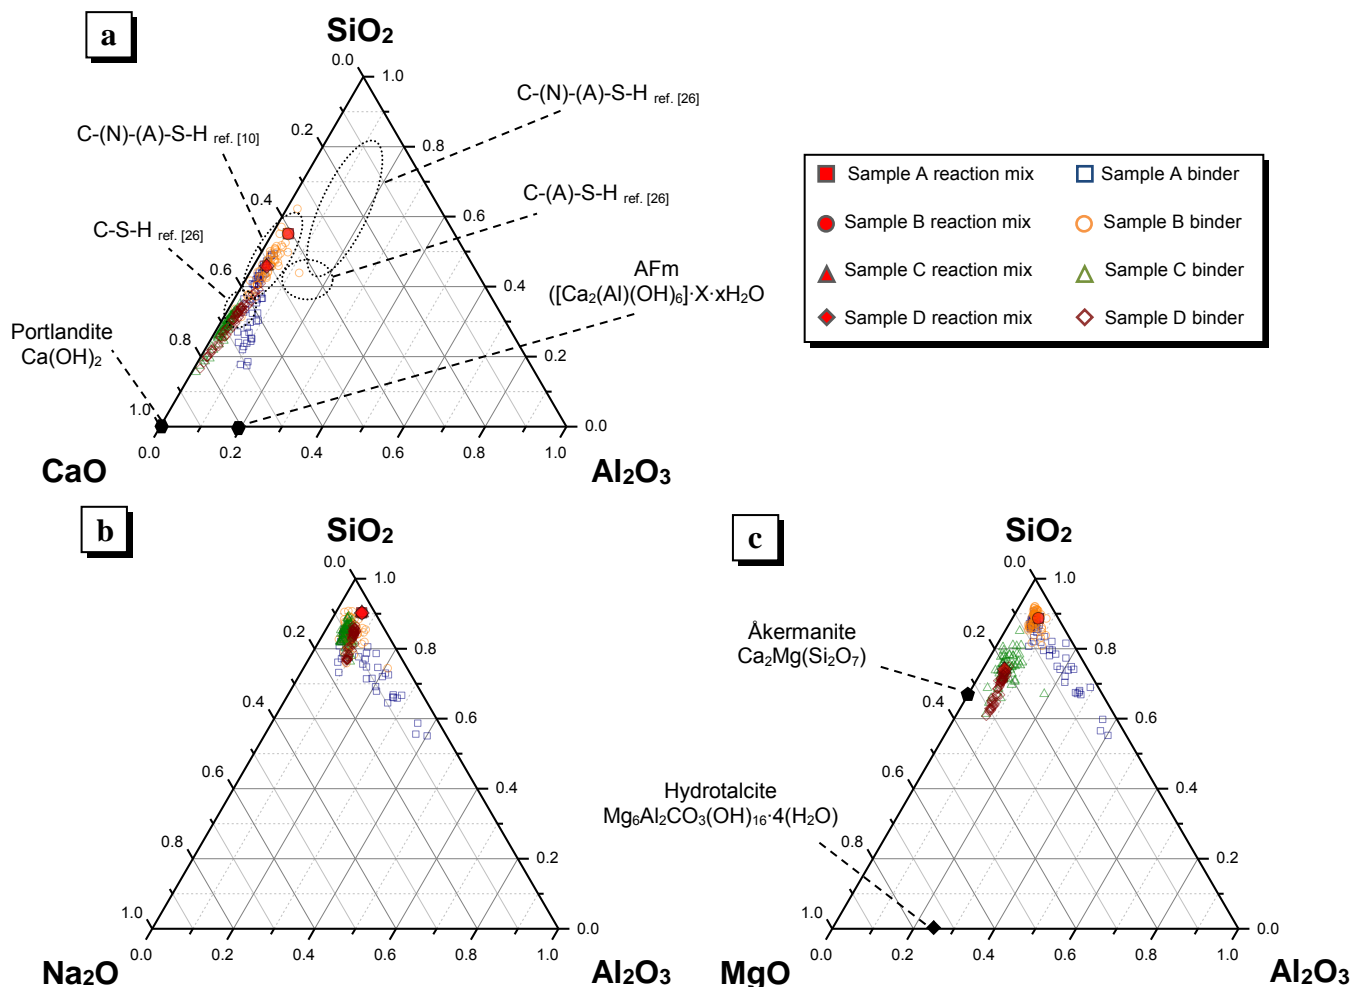 a
SiO₂
0.0
1.0
C-(N)-(A)-S-H ref. [26]
C-(N)-(A)-S-H ref. [10]
0.2
0.8
C-(A)-S-H ref. [26]
0.4
0.6
C-S-H ref. [26]
AFm
([Ca₂(Al)(OH)₆]·X·xH₂O
0.6
0.4
Portlandite
Ca(OH)₂
0.8
0.2
1.0
0.0
0.0
0.2
0.4
0.6
0.8
1.0
CaO
Al₂O₃
Sample A reaction mix
Sample A binder
Sample B reaction mix
Sample B binder
Sample C reaction mix
Sample C binder
Sample D reaction mix
Sample D binder
b
SiO₂
0.0
1.0
0.2
0.8
0.4
0.6
0.6
0.4
0.8
0.2
1.0
0.0
0.0
0.2
0.4
0.6
0.8
1.0
Na₂O
Al₂O₃
c
SiO₂
0.0
1.0
Åkermanite
Ca₂Mg(Si₂O₇)
0.2
0.8
0.4
0.6
0.6
0.4
Hydrotalcite
Mg₆Al₂CO₃(OH)₁₆·4(H₂O)
0.8
0.2
1.0
0.0
0.0
0.2
0.4
0.6
0.8
1.0
MgO
Al₂O₃